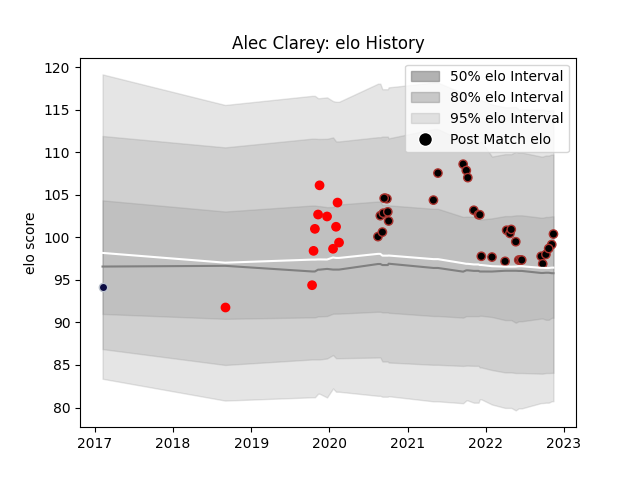 Alec Clarey: elo History
elo score
120
115
110
105
100
95
90
85
80
50% elo Interval
80% elo Interval
95% elo Interval
Post Match elo
2017 2018 2019 2020 2021 2022 2023